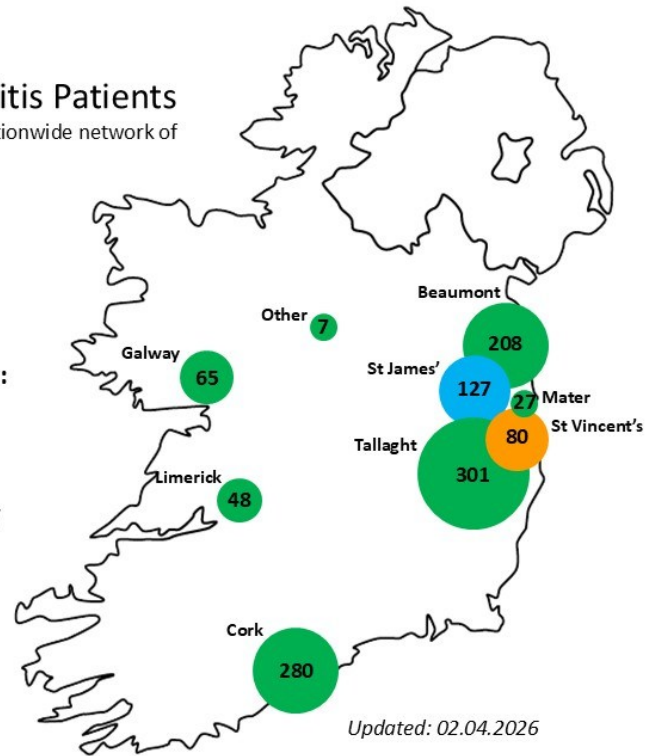 itis Patients
ionwide network of
Beaumont
208
Other
7
Galway
65
:
St James’
127
27
Mater
St Vincent’s
80
Tallaght
301
Limerick
48
Cork
280
Updated: 02.04.2026